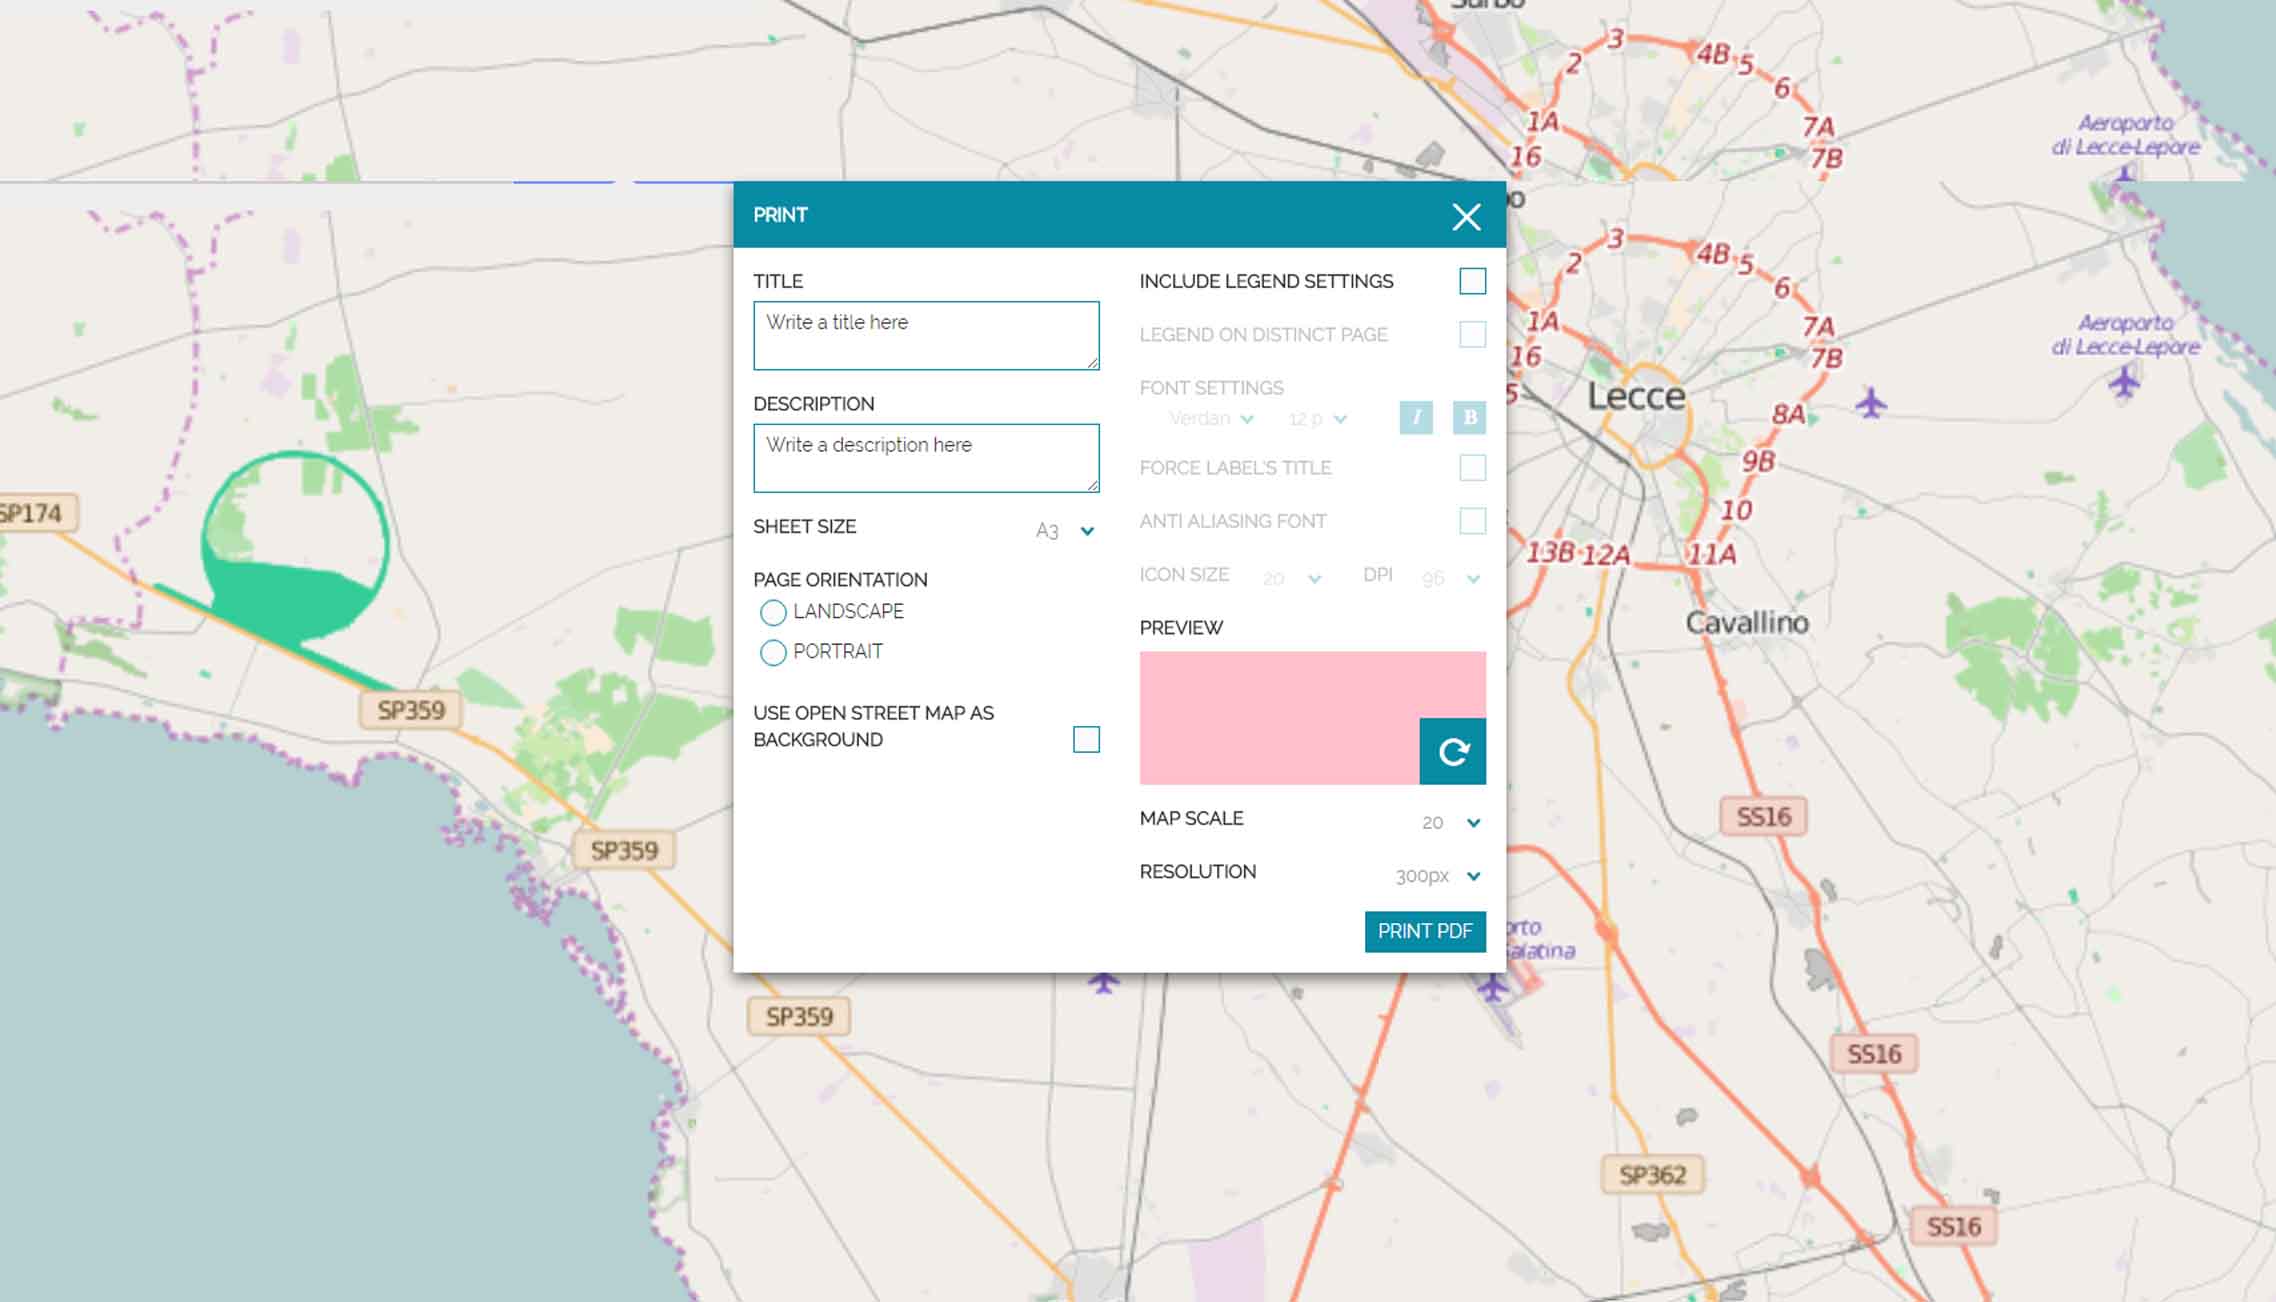 3
4B
5
2
6
1A
7A
16
7B
Aeroporto
di Lecce-Lepore
PRINT
3
4B
5
2
6
1A
7A
16
7B
Aeroporto
di Lecce-Lepore
Lecce
8A
9B
10
13B
12A
11A
Cavallino
SP174
SP359
SP359
SP359
SS16
SS16
SP362
SS16
TITLE
Write a title here
DESCRIPTION
Write a description here
SHEET SIZE
A3
PAGE ORIENTATION
LANDSCAPE
PORTRAIT
USE OPEN STREET MAP AS
BACKGROUND
INCLUDE LEGEND SETTINGS
LEGEND ON DISTINCT PAGE
FONT SETTINGS
Verdan
12 p
I
B
FORCE LABEL'S TITLE
ANTI ALIASING FONT
ICON SIZE
20
DPI
96
PREVIEW
MAP SCALE
20
RESOLUTION
300px
PRINT PDF